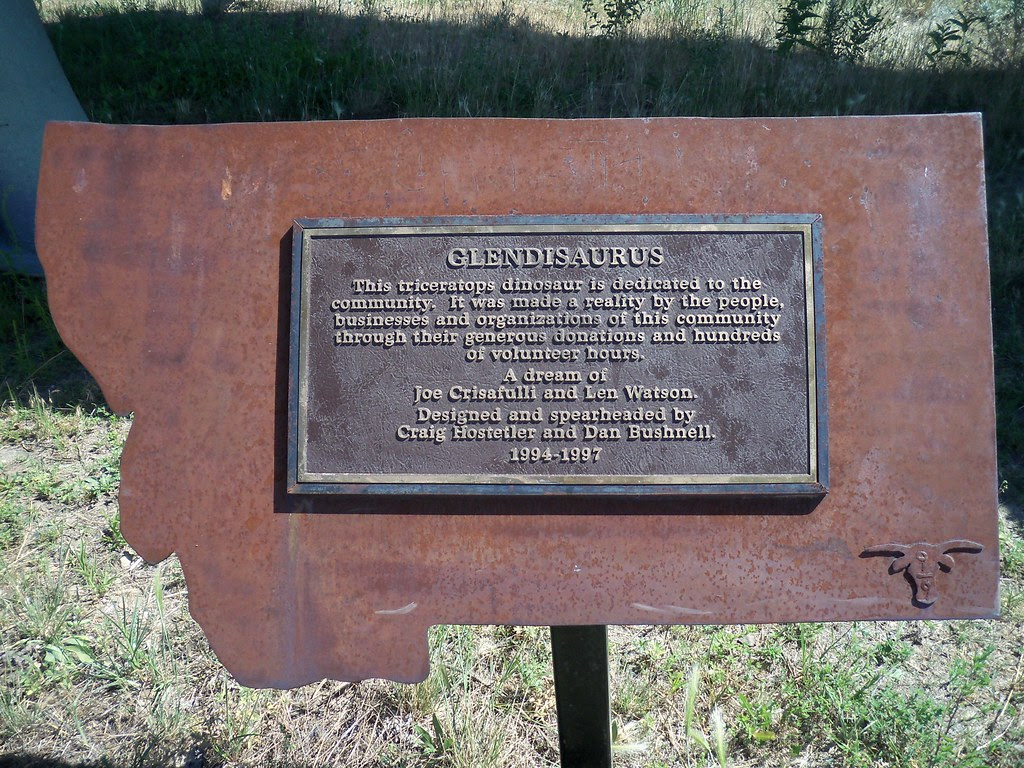 GLENDISAURUS
This triceratops dinosaur is dedicated to the
community. It was made a reality by the people,
businesses and organizations of this community
through their generous donations and hundreds
of volunteer hours.
A dream of
Joe Crisafulli and Len Watson.
Designed and spearheaded by
Craig Hostetler and Dan Bushnell.
1994-1997